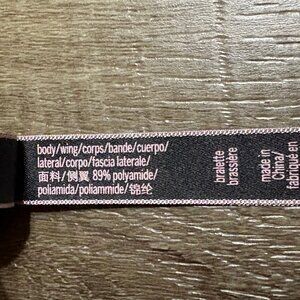 body/wing/corps/bande/cuerpo/
lateral/corpo/fascia laterale/
面料/侧翼 89% polyamide/
poliamida/poliammide/锦纶
bralette
brassière
made in
China/
fabriqué en